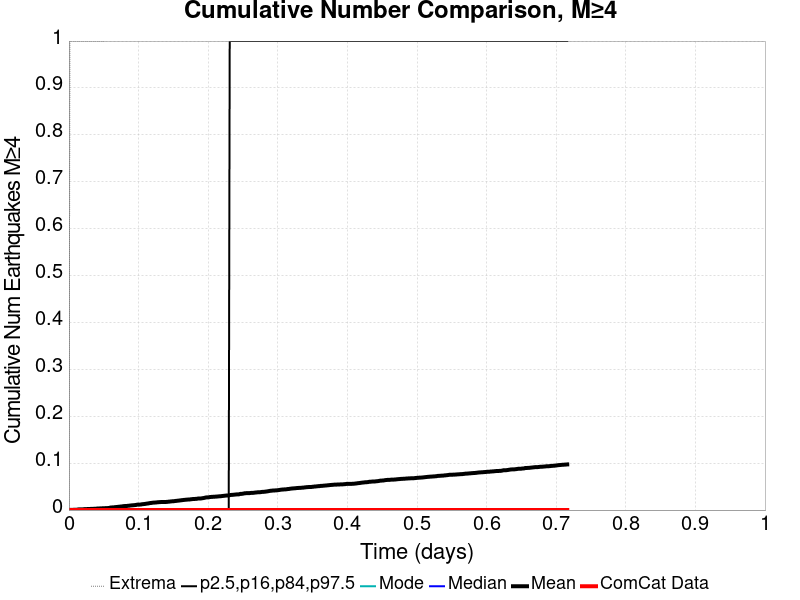 Cumulative Number Comparison, M≥4
Cumulative Num Earthquakes M≥4
1
0.9
0.8
0.7
0.6
0.5
0.4
0.3
0.2
0.1
0
0 0.1 0.2 0.3 0.4 0.5 0.6 0.7 0.8 0.9 1
Time (days)
Extrema p2.5,p16,p84,p97.5 Mode Median Mean ComCat Data